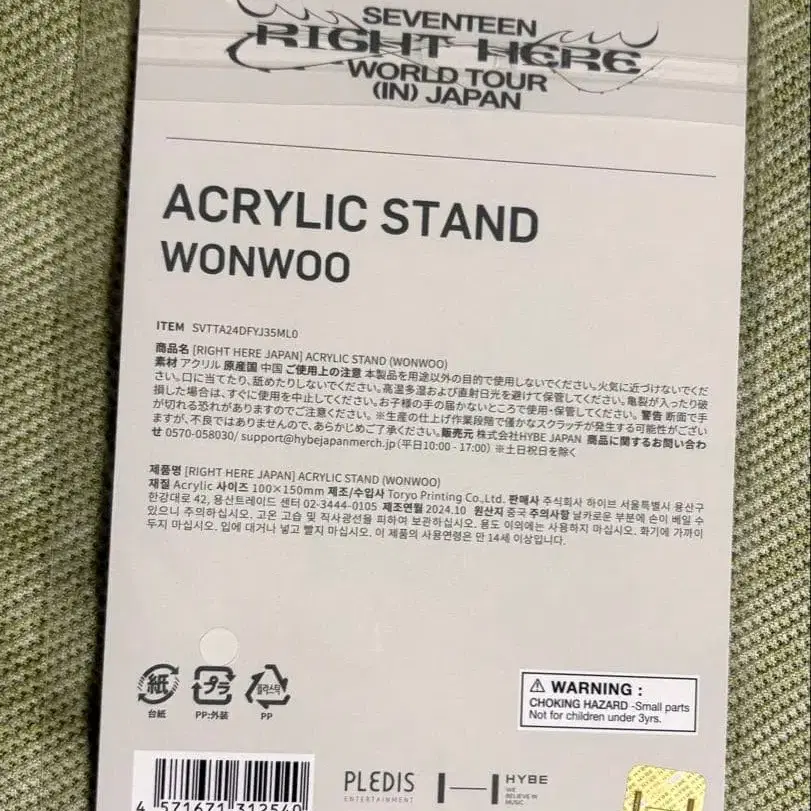 SEVENTEEN
RIGHT HERE
WORLD TOUR
(IN) JAPAN
ACRYLIC STAND
WONWOO
ITEM SVTTA24DFYJ35ML0
商品名 [RIGHT HERE JAPAN] ACRYLIC STAND (WONWOO)
素材 アクリル 原産国 中国 ご使用上の注意 本製品を用途以外の目的で使用しないでください。火気に近づけないでくだ
さい。口に当てたり、舐めたりしないでください。高温多湿および直射日光を避けて保管してください。亀裂が入ったり破
損した場合は、すぐに使用を中止してください。お子様の手の届かないところで使用・保管してください。警告 断面で手
が切れる恐れがありますのでご注意ください。※生産の仕上げ作業段階で僅かなスクラッチが発生する可能性がござい
ますが、不良ではありませんので、あらかじめご了承ください。販売元 株式会社HYBE JAPAN 商品に関するお問い合わ
せ 0570-058030/ support@hybejapanmerch.jp (平日10:00 - 17:00) ※土日祝日を除く
제품명 [RIGHT HERE JAPAN] ACRYLIC STAND (WONWOO)
재질 Acrylic 사이즈 100×150mm 제조/수입사 Toryo Printing Co.,Ltd. 판매사 주식회사 하이브 서울특별시 용산구
한강대로 42, 용산트레이드 센터 02-3444-0105 제조연월 2024.10 원산지 중국 주의사항 날카로운 부분에 손이 베일 수
있으니 주의하십시오. 고온 고습 및 직사광선을 피하여 보관하십시오. 용도 이외에는 사용하지 마십시오. 화기에 가까이
두지 마십시오. 입에 대거나 넣고 빨지 마십시오. 이 제품의 사용연령은 만 14세 이상입니다.
紙 プラ 플라스틱
台紙 PP:外装 PP
WARNING :
CHOKING HAZARD -Small parts
Not for children under 3yrs.
PLEDIS
ENTERTAINMENT
HYBE
WE
BELIEVE IN
MUSIC
4 571671 312540